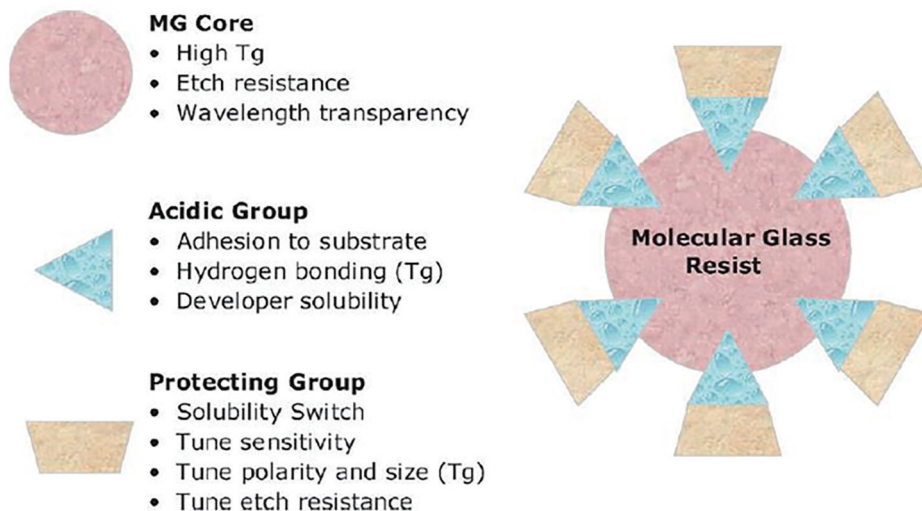 MG Core
• High Tg
• Etch resistance
• Wavelength transparency
Acidic Group
• Adhesion to substrate
• Hydrogen bonding (Tg)
• Developer solubility
Protecting Group
• Solubility Switch
• Tune sensitivity
• Tune polarity and size (Tg)
• Tune etch resistance
Molecular Glass
Resist